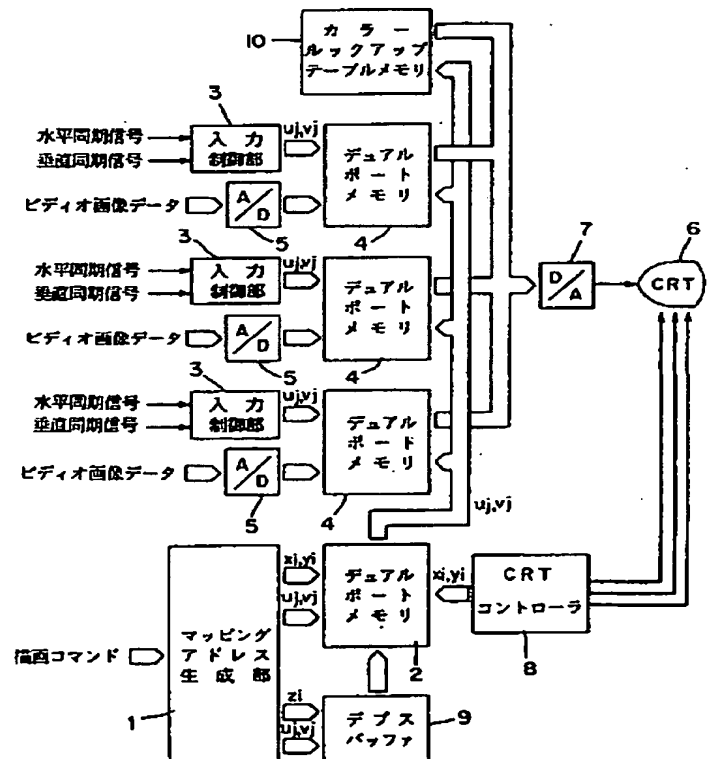 10
カラー
ルックアップ
テーブルメモリ
3
水平同期信号
垂直同期信号
入力
制御部
uj,vj
デュアル
ポート
メモリ
ビディオ画像データ
A/D
5
4
3
水平同期信号
垂直同期信号
入力
制御部
uj,vj
デュアル
ポート
メモリ
ビディオ画像データ
A/D
5
4
7
D/A
6
CRT
3
水平同期信号
垂直同期信号
入力
制御部
uj,vj
デュアル
ポード
メモリ
ビディオ画像データ
A/D
5
4
uj,vj
描画コマンド
マッピング
アドレス
生成部
1
xi,yi
uj,vj
デュアル
ポート
メモリ
2
xi,yi
CRT
コントローラ
8
zi
uj,vj
デプス
バッファ
9